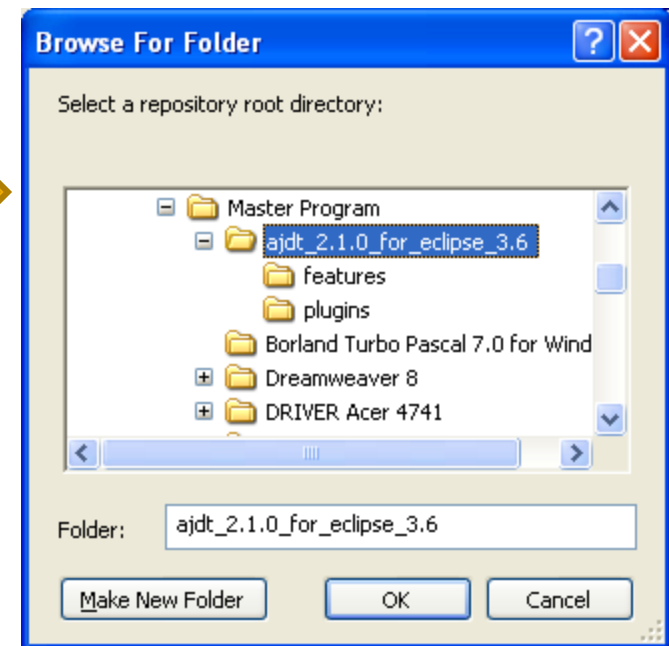 Browse For Folder
Select a repository root directory:
Master Program
ajdt_2.1.0_for_eclipse_3.6
features
plugins
Borland Turbo Pascal 7.0 for Wind
Dreamweaver 8
DRIVER Acer 4741
Folder: ajdt_2.1.0_for_eclipse_3.6
Make New Folder OK Cancel